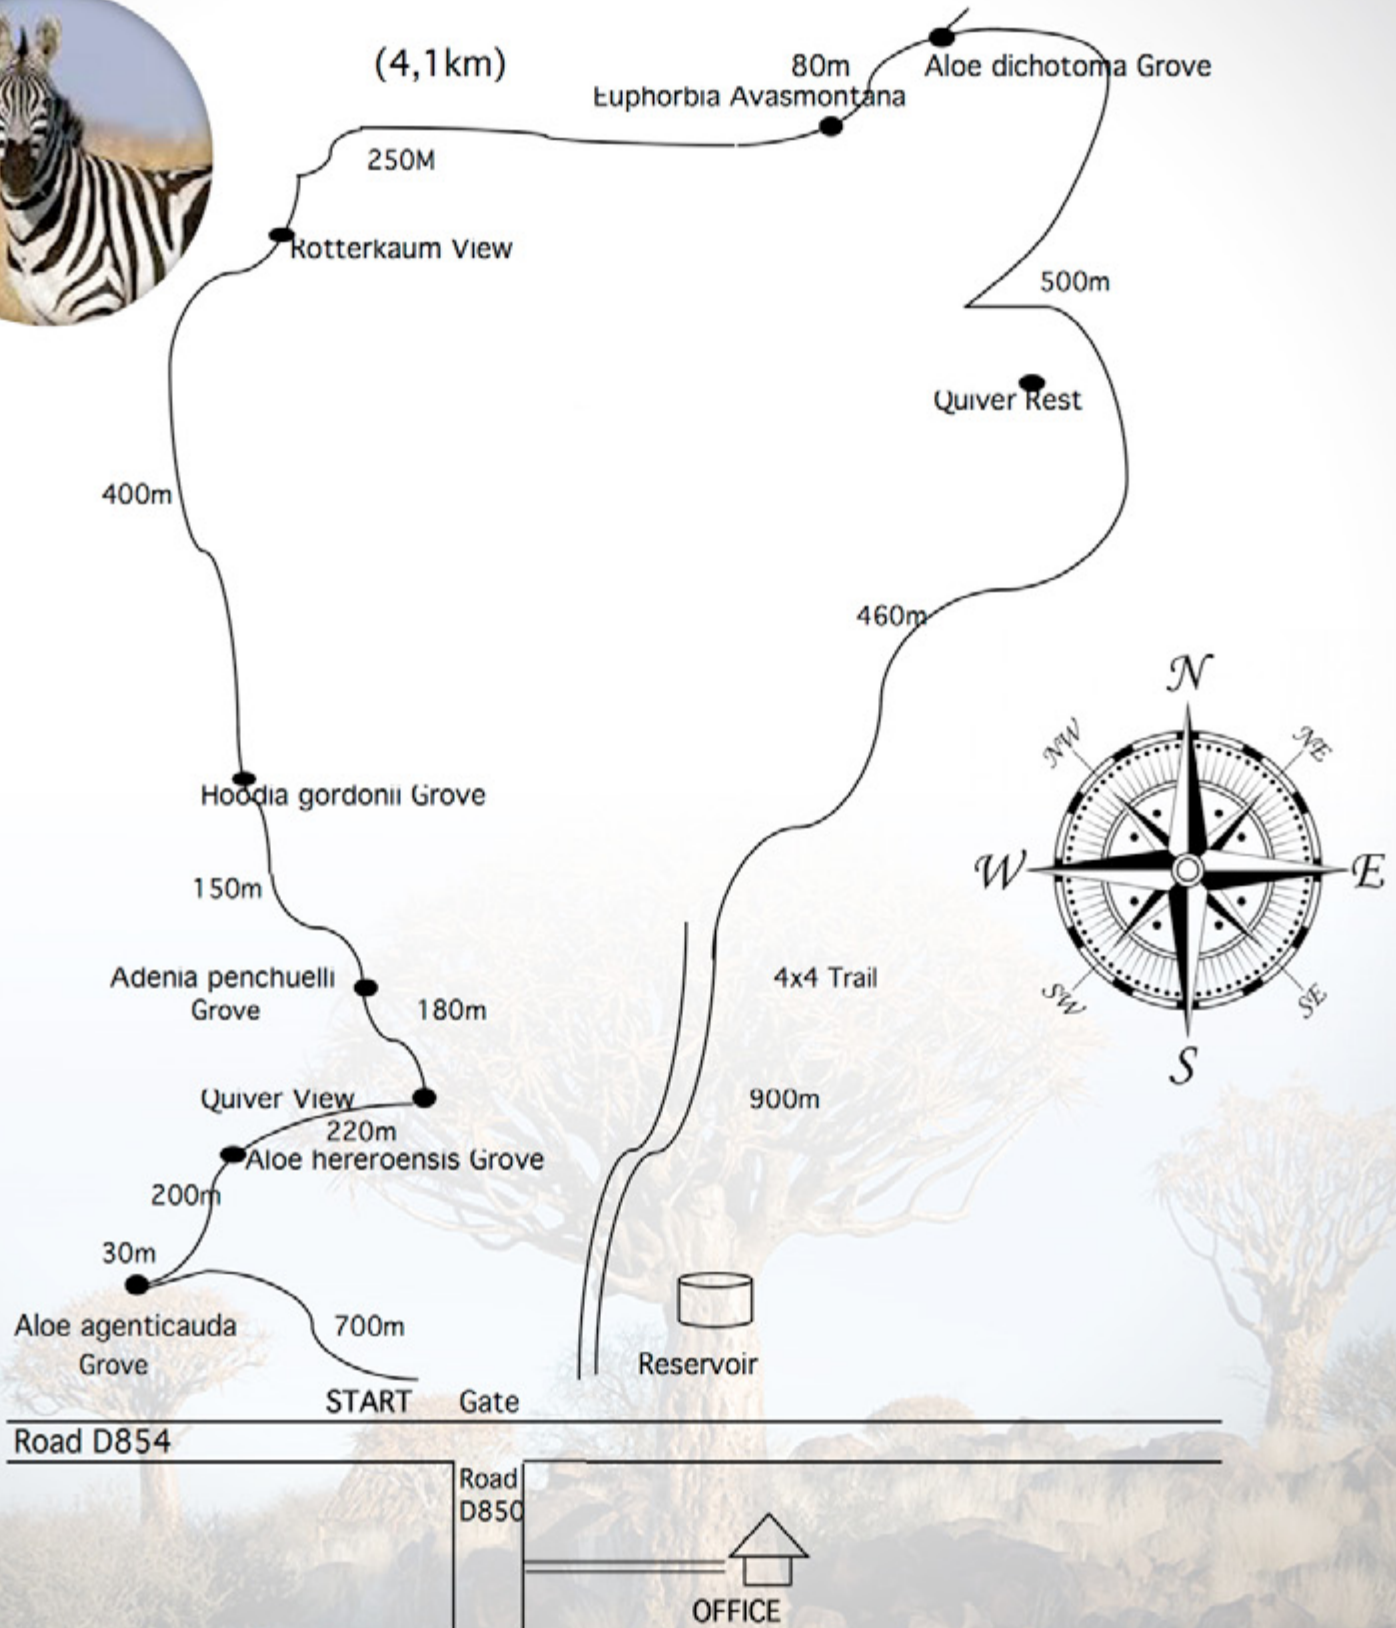 (4,1km)
80m
Aloe dichotoma Grove
Euphorbia Avasmontana
250M
Rotterkaum View
500m
Quiver Rest
400m
460m
N
NW
NE
W
E
SW
SE
S
Hoodia gordonii Grove
150m
Adenia penchuelli
Grove
180m
4x4 Trail
Quiver View
900m
220m
Aloe hereroensis Grove
200m
30m
Aloe agenticauda
Grove
700m
Reservoir
START
Gate
Road D854
Road
D850
OFFICE